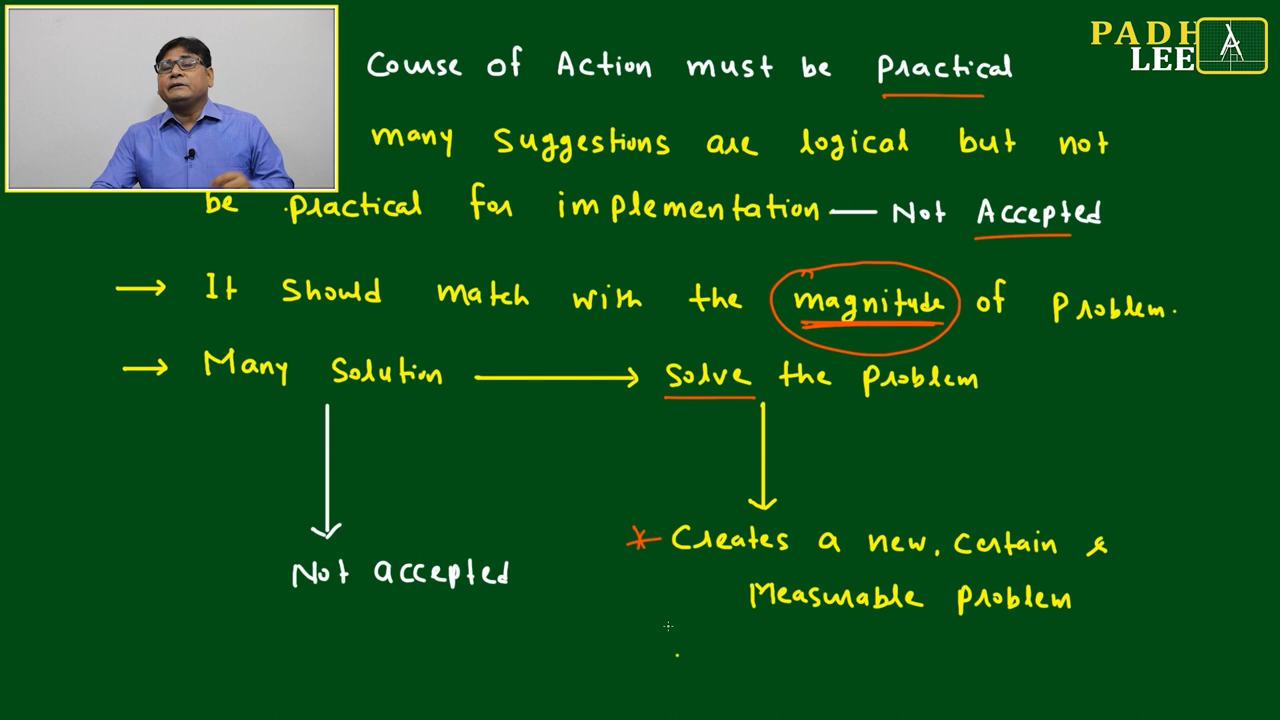 PADH
LEE
Course of Action must be practical
many suggestions are logical but not
be practical for implementation — Not Accepted
→ It should match with the magnitude of problem.
→ Many solution → solve the problem
* Creates a new, certain &
Not accepted
Measurable problem